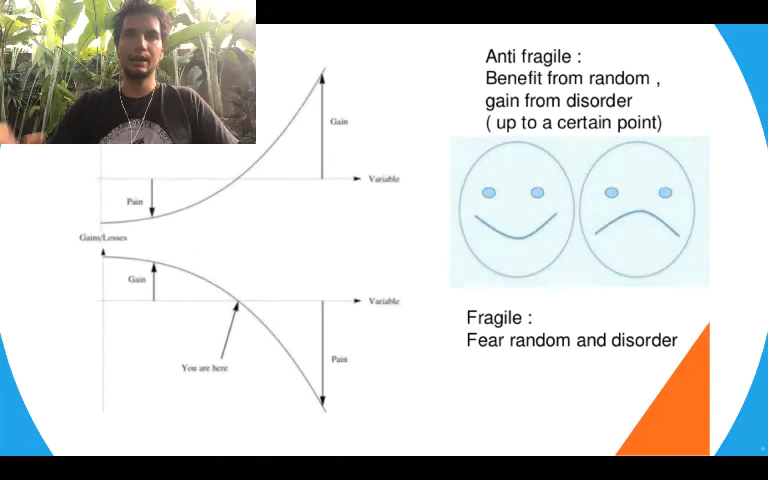 Anti fragile :
Benefit from random ,
gain from disorder
( up to a certain point)
Gain
Variable
Pain
Gains/Losses
Gain
Variable
You are here
Pain
Fragile :
Fear random and disorder